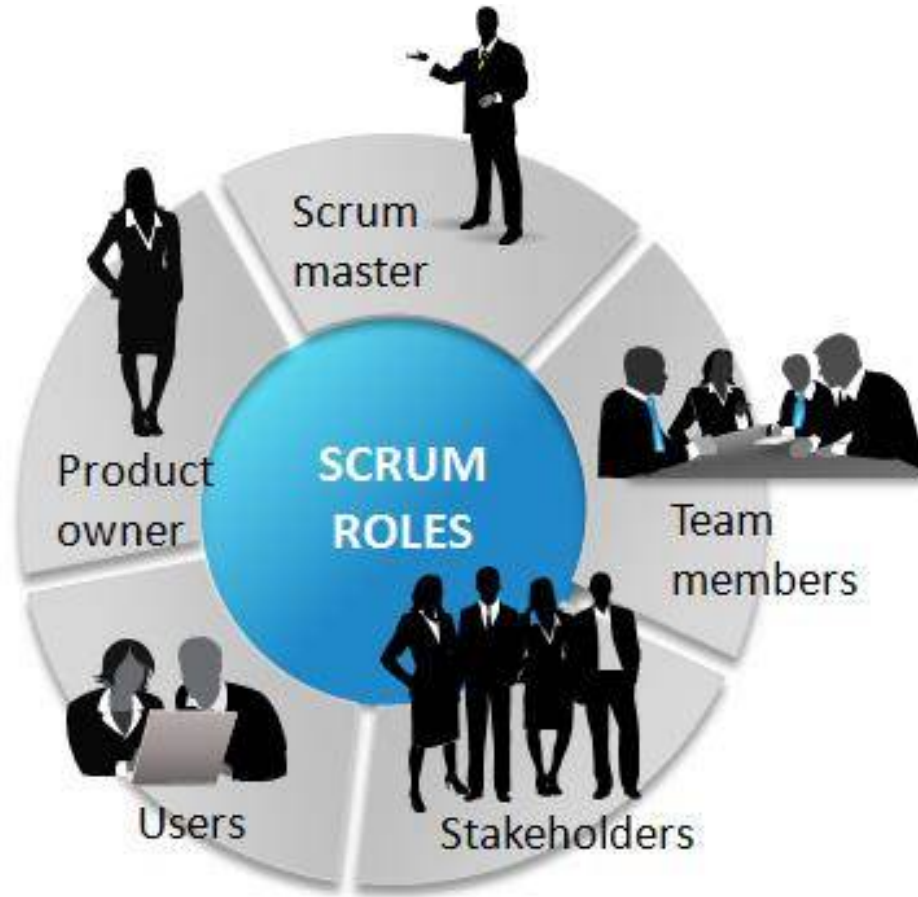 Scrum
master
Product
owner
SCRUM
ROLES
Team
members
Users
Stakeholders